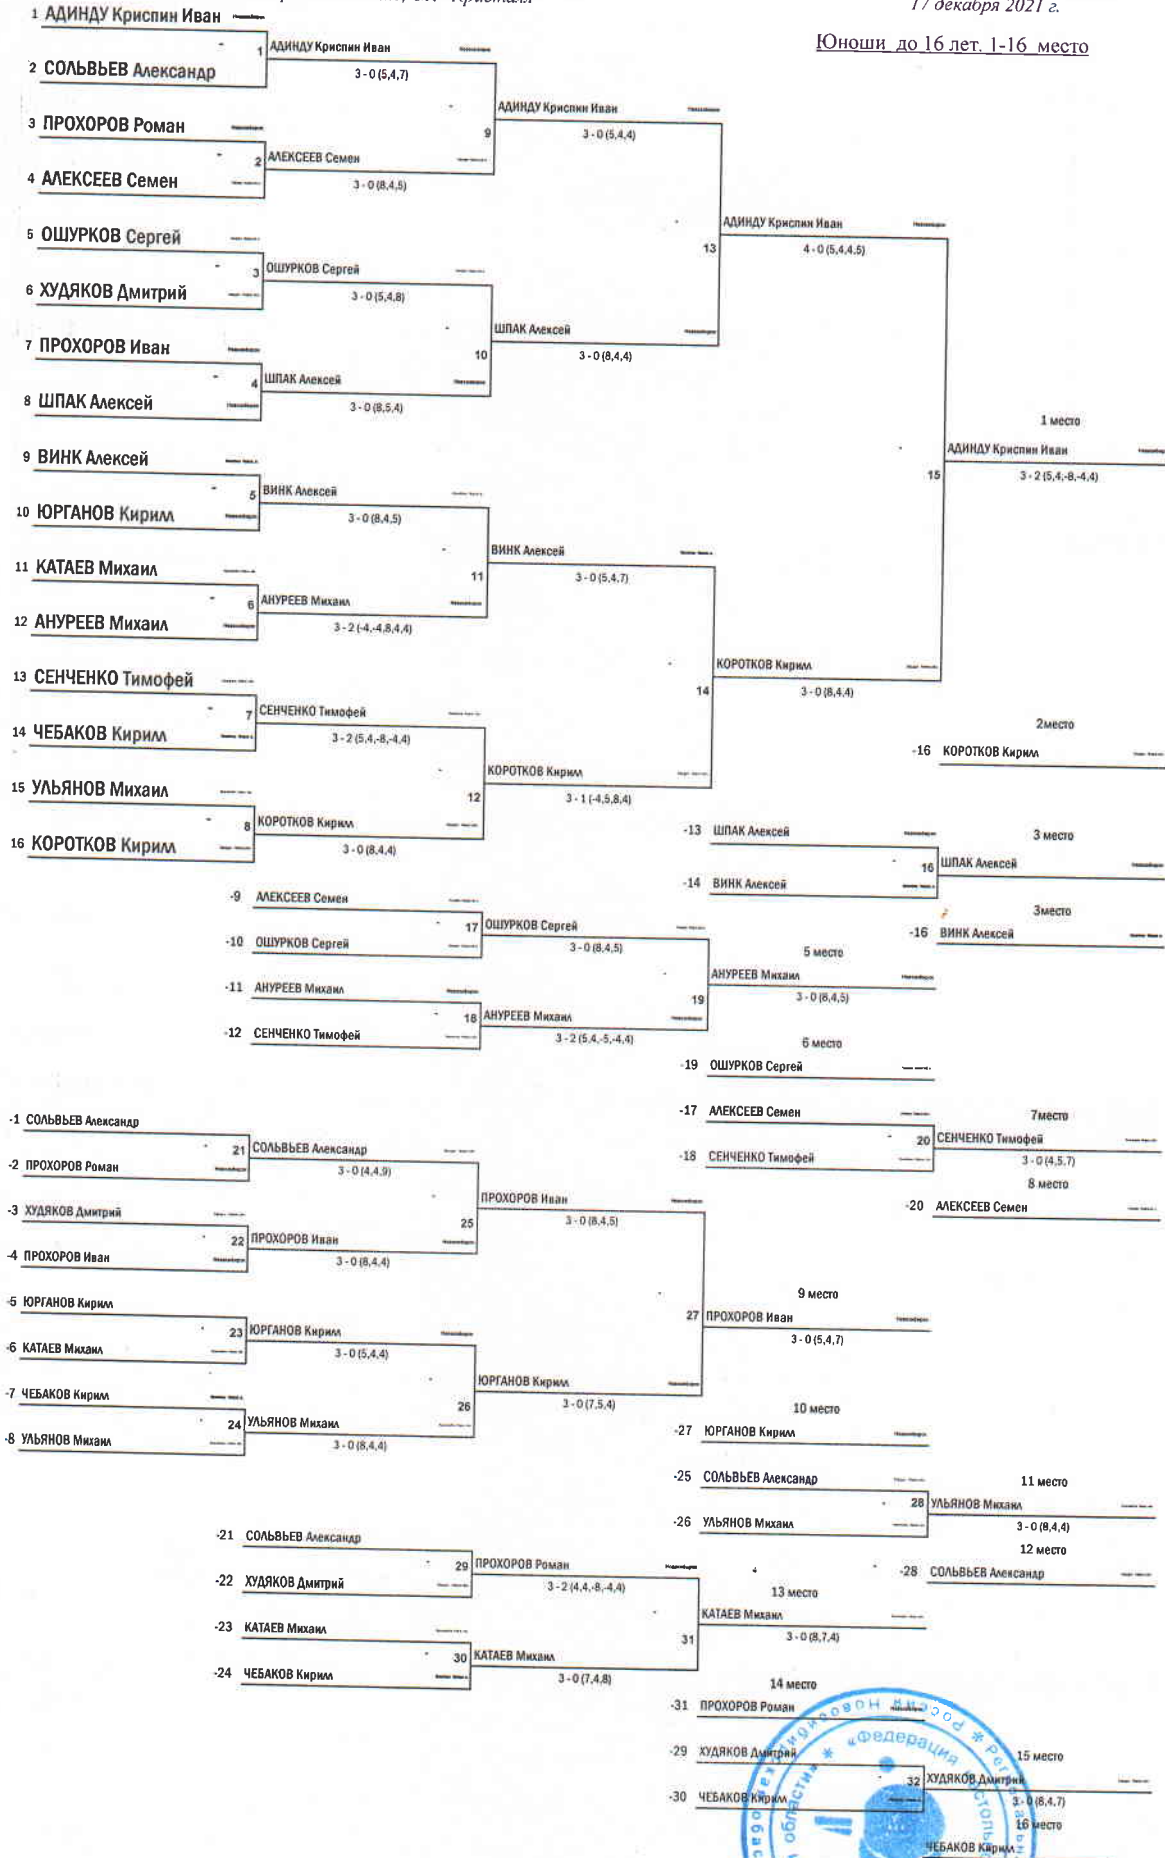 Кристалл
17 декабря 2021 г.
Юноши до 16 лет. 1-16 место
1 АДИНДУ Криспин Иван
1 АДИНДУ Криспин Иван
3 - 0 (5,4,7)
2 СОЛЬВЬЕВ Александр
АДИНДУ Криспин Иван
9 3 - 0 (5,4,4)
3 ПРОХОРОВ Роман
2 АЛЕКСЕЕВ Семен
3 - 0 (8,4,5)
4 АЛЕКСЕЕВ Семен
АДИНДУ Криспин Иван
13 4 - 0 (5,4,4,5)
5 ОШУРКОВ Сергей
3 ОШУРКОВ Сергей
3 - 0 (5,4,8)
6 ХУДЯКОВ Дмитрий
ШПАК Алексей
10 3 - 0 (8,4,4)
7 ПРОХОРОВ Иван
4 ШПАК Алексей
3 - 0 (8,5,4)
8 ШПАК Алексей
1 место
АДИНДУ Криспин Иван
15 3 - 2 (5,4,-8,-4,4)
9 ВИНК Алексей
5 ВИНК Алексей
3 - 0 (8,4,5)
10 ЮРГАНОВ Кирилл
ВИНК Алексей
11 3 - 0 (5,4,7)
11 КАТАЕВ Михаил
6 АНУРЕЕВ Михаил
3 - 2 (-4,-4,8,4,4)
12 АНУРЕЕВ Михаил
КОРОТКОВ Кирилл
14 3 - 0 (8,4,4)
13 СЕНЧЕНКО Тимофей
7 СЕНЧЕНКО Тимофей
3 - 2 (5,4,-8,-4,4)
14 ЧЕБАКОВ Кирилл
2место
-16 КОРОТКОВ Кирилл
КОРОТКОВ Кирилл
12 3 - 1 (-4,5,8,4)
15 УЛЬЯНОВ Михаил
8 КОРОТКОВ Кирилл
3 - 0 (8,4,4)
16 КОРОТКОВ Кирилл
-13 ШПАК Алексей
3 место
16 ШПАК Алексей
-14 ВИНК Алексей
3место
-16 ВИНК Алексей
-9 АЛЕКСЕЕВ Семен
17 ОШУРКОВ Сергей
3 - 0 (8,4,5)
-10 ОШУРКОВ Сергей
5 место
АНУРЕЕВ Михаил
19 3 - 0 (8,4,5)
-11 АНУРЕЕВ Михаил
18 АНУРЕЕВ Михаил
3 - 2 (5,4,-5,-4,4)
-12 СЕНЧЕНКО Тимофей
6 место
-19 ОШУРКОВ Сергей
-17 АЛЕКСЕЕВ Семен
7место
20 СЕНЧЕНКО Тимофей
3 - 0 (4,5,7)
-18 СЕНЧЕНКО Тимофей
8 место
-20 АЛЕКСЕЕВ Семен
-1 СОЛЬВЬЕВ Александр
21 СОЛЬВЬЕВ Александр
3 - 0 (4,4,9)
-2 ПРОХОРОВ Роман
ПРОХОРОВ Иван
25 3 - 0 (8,4,5)
-3 ХУДЯКОВ Дмитрий
22 ПРОХОРОВ Иван
3 - 0 (8,4,4)
-4 ПРОХОРОВ Иван
9 место
27 ПРОХОРОВ Иван
3 - 0 (5,4,7)
-5 ЮРГАНОВ Кирилл
23 ЮРГАНОВ Кирилл
3 - 0 (5,4,4)
-6 КАТАЕВ Михаил
ЮРГАНОВ Кирилл
26 3 - 0 (7,5,4)
-7 ЧЕБАКОВ Кирилл
24 УЛЬЯНОВ Михаил
3 - 0 (8,4,4)
-8 УЛЬЯНОВ Михаил
10 место
-27 ЮРГАНОВ Кирилл
-25 СОЛЬВЬЕВ Александр
11 место
28 УЛЬЯНОВ Михаил
3 - 0 (8,4,4)
-26 УЛЬЯНОВ Михаил
12 место
-28 СОЛЬВЬЕВ Александр
-21 СОЛЬВЬЕВ Александр
29 ПРОХОРОВ Роман
3 - 2 (4,4,-8,-4,4)
-22 ХУДЯКОВ Дмитрий
13 место
КАТАЕВ Михаил
31 3 - 0 (8,7,4)
-23 КАТАЕВ Михаил
30 КАТАЕВ Михаил
3 - 0 (7,4,8)
-24 ЧЕБАКОВ Кирилл
14 место
-31 ПРОХОРОВ Роман
-29 ХУДЯКОВ Дмитрий
15 место
32 ХУДЯКОВ Дмитрий
3 - 0 (8,4,7)
-30 ЧЕБАКОВ Кирилл
16 место
ЧЕБАКОВ Кирилл
Россия
«Федерация
области»